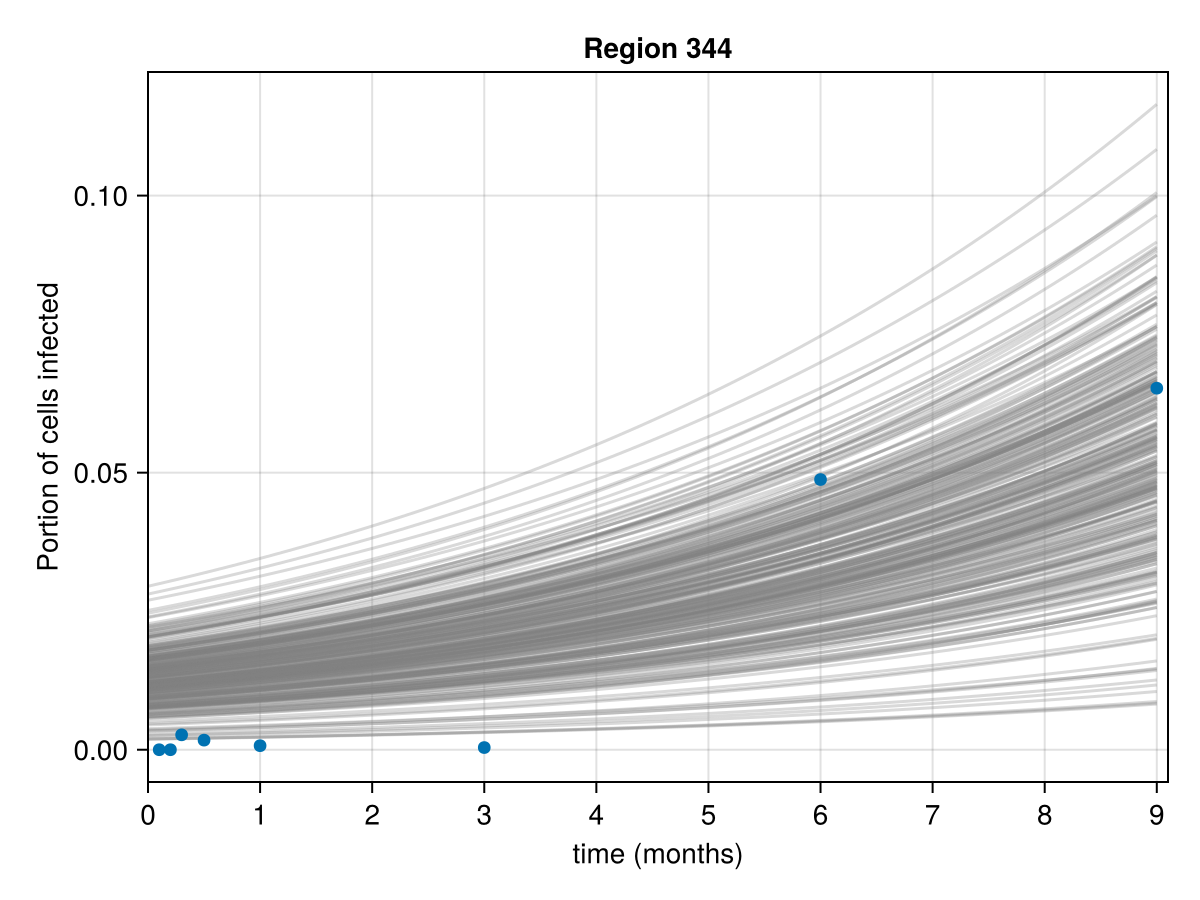 Region 344
Portion of cells infected
0.10
0.05
0.00
0 1 2 3 4 5 6 7 8 9
time (months)